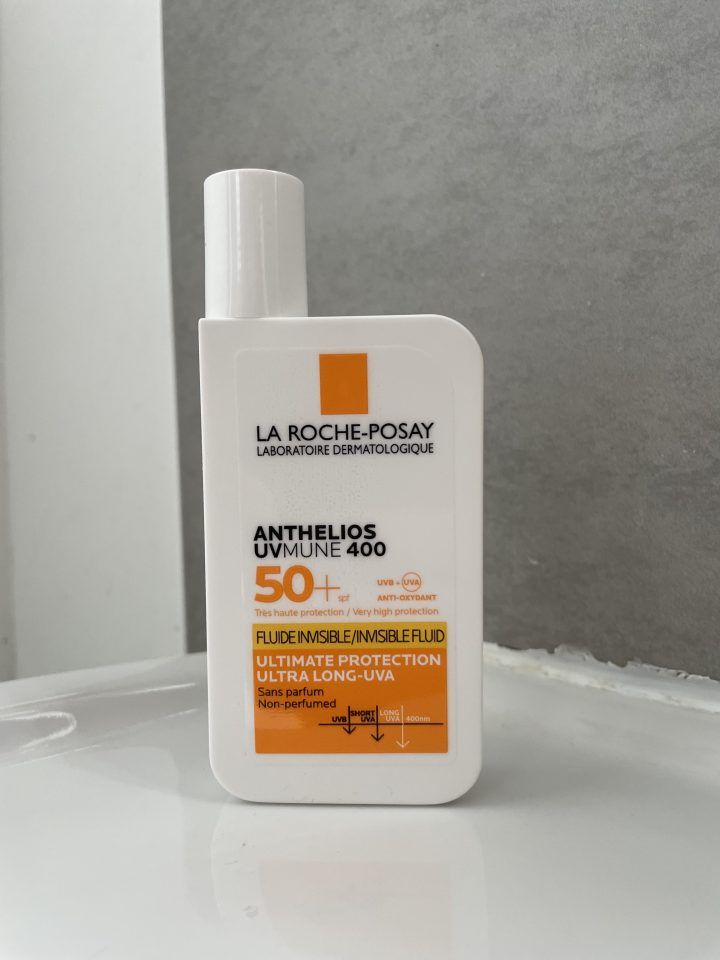 LA ROCHE-POSAY
LABORATOIRE DERMATOLOGIQUE
ANTHELIOS
UVMUNE 400
50+ spf
UVB + UVA
ANTI-OXYDANT
Très haute protection / Very high protection
FLUIDE INVISIBLE/INVISIBLE FLUID
ULTIMATE PROTECTION
ULTRA LONG-UVA
Sans parfum
Non-perfumed
UVB
SHORT UVA
LONG UVA
400nm